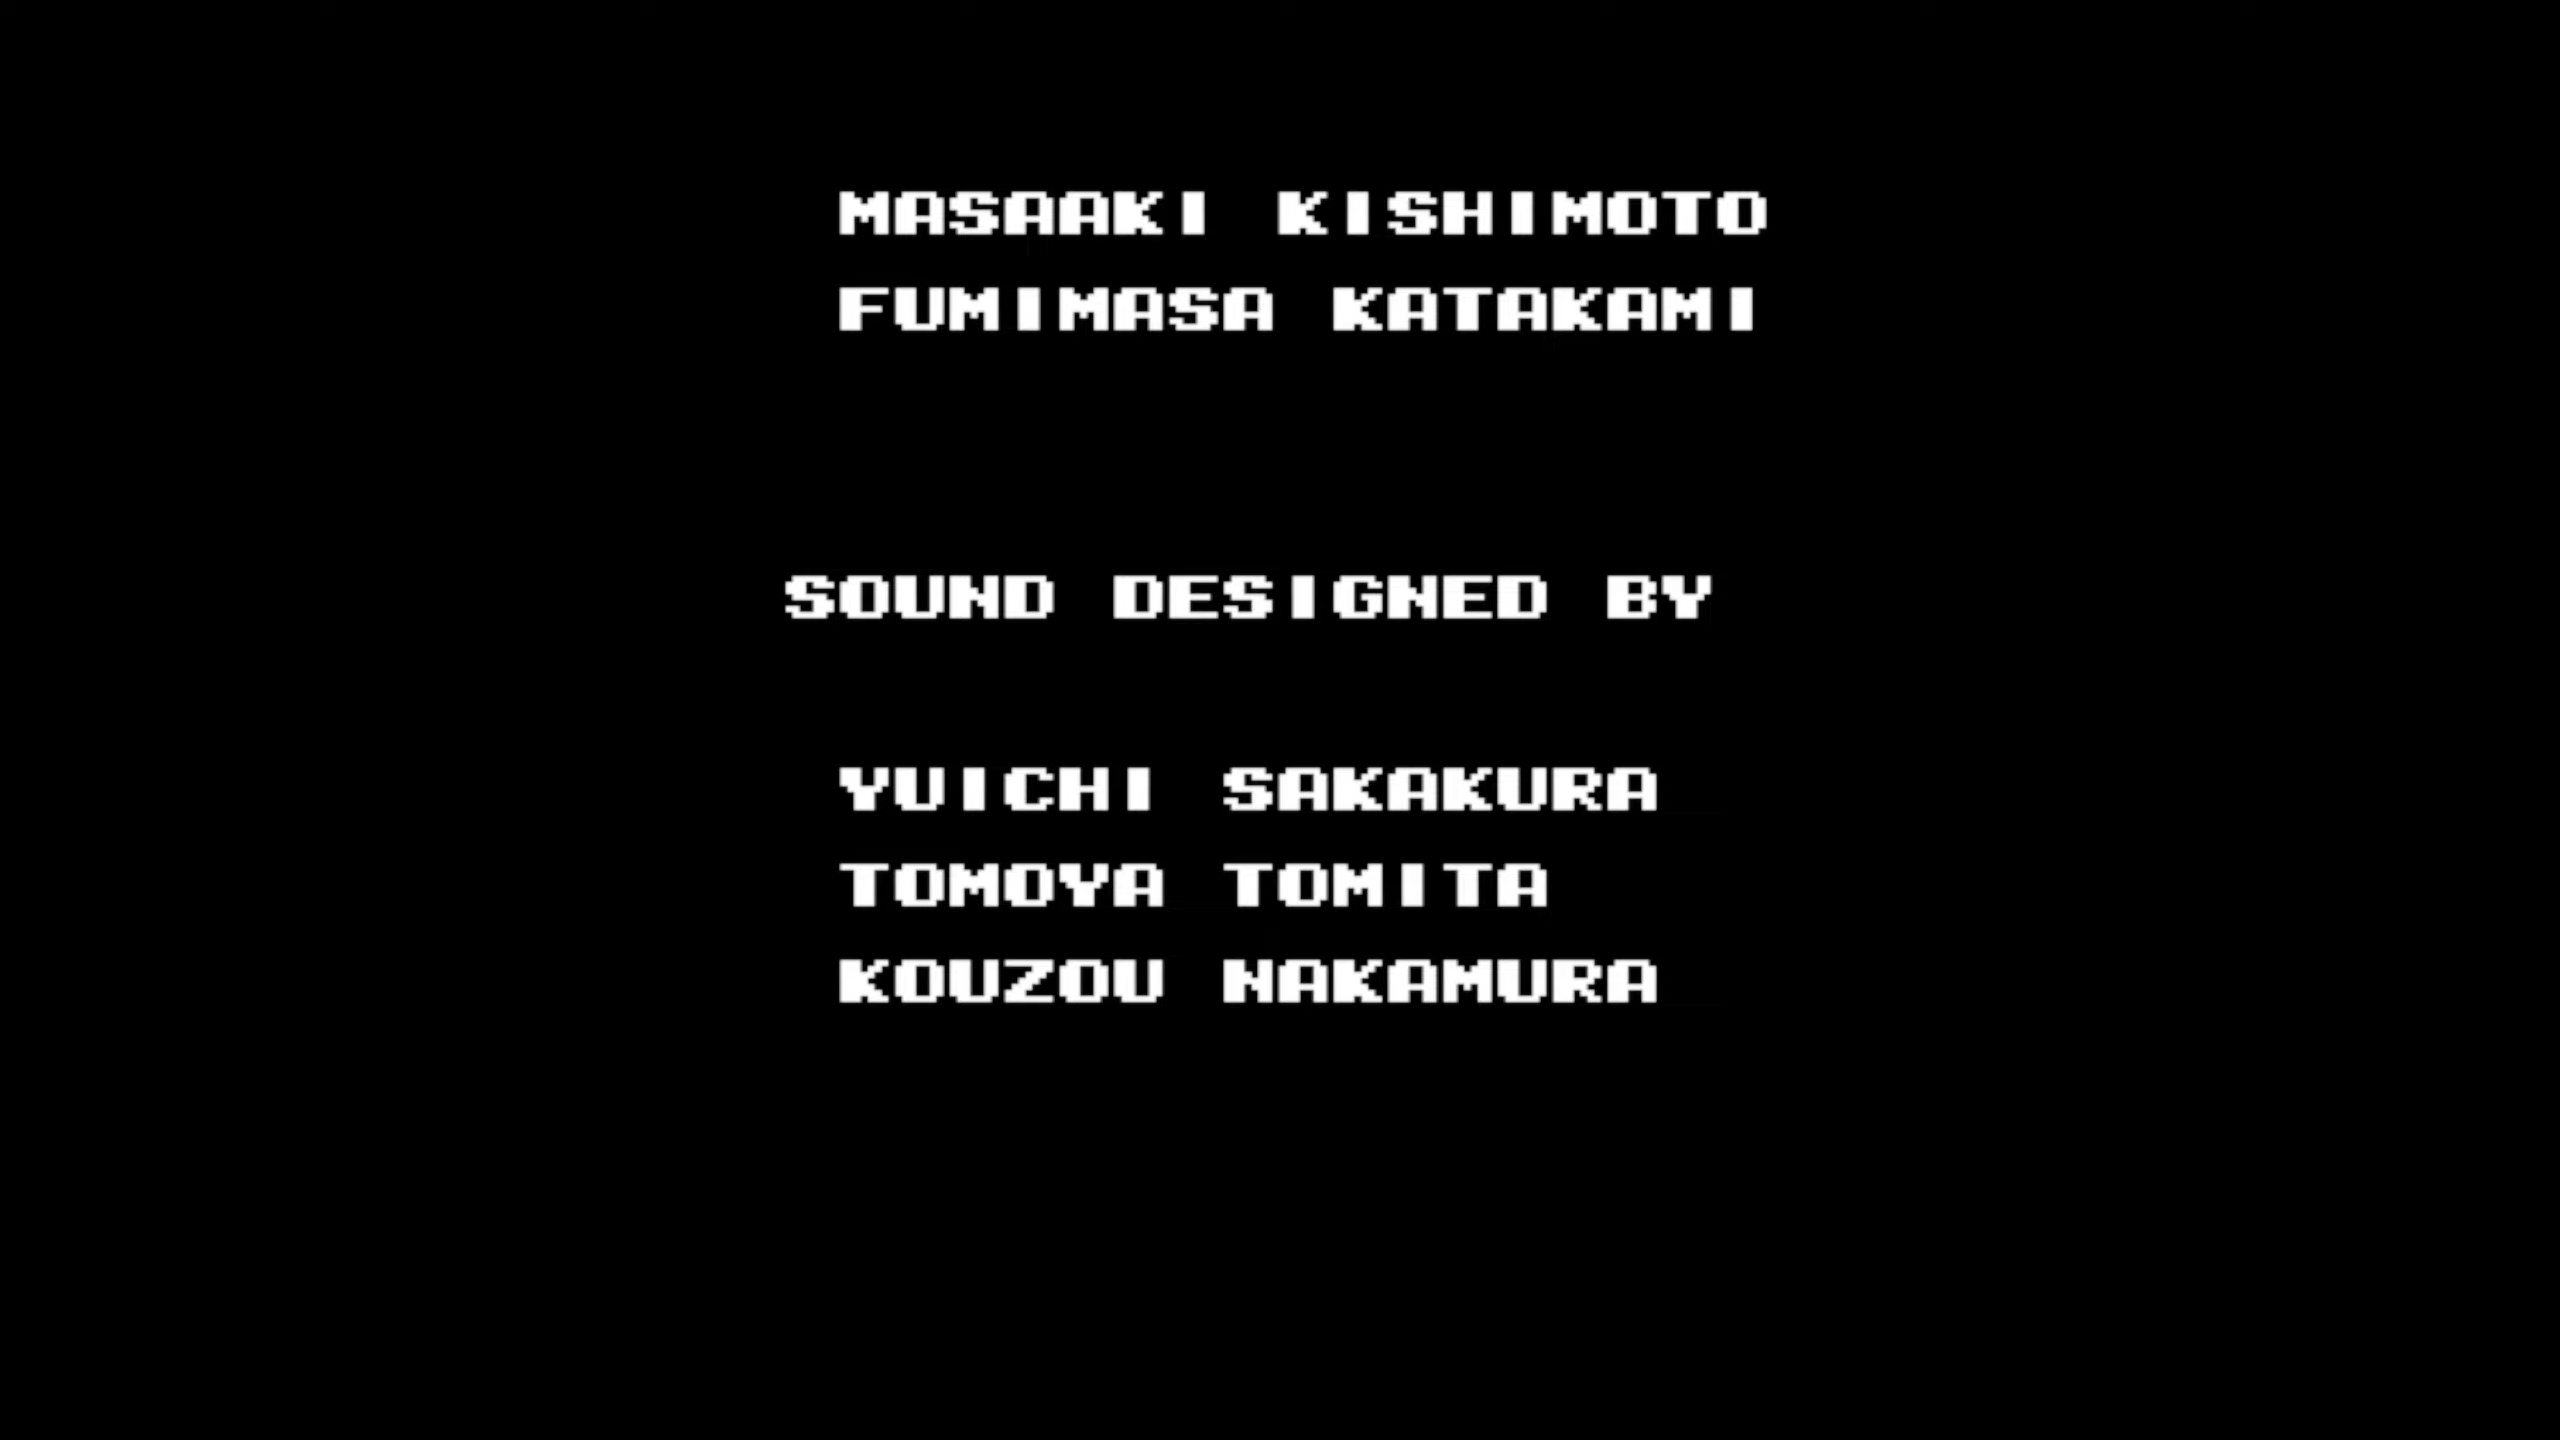 MASAAKI KISHIMOTO
FUMIMASA KATAKAMI
SOUND DESIGNED BY
YUICHI SAKAKURA
TOMOYA TOMITA
KOUZOU NAKAMURA